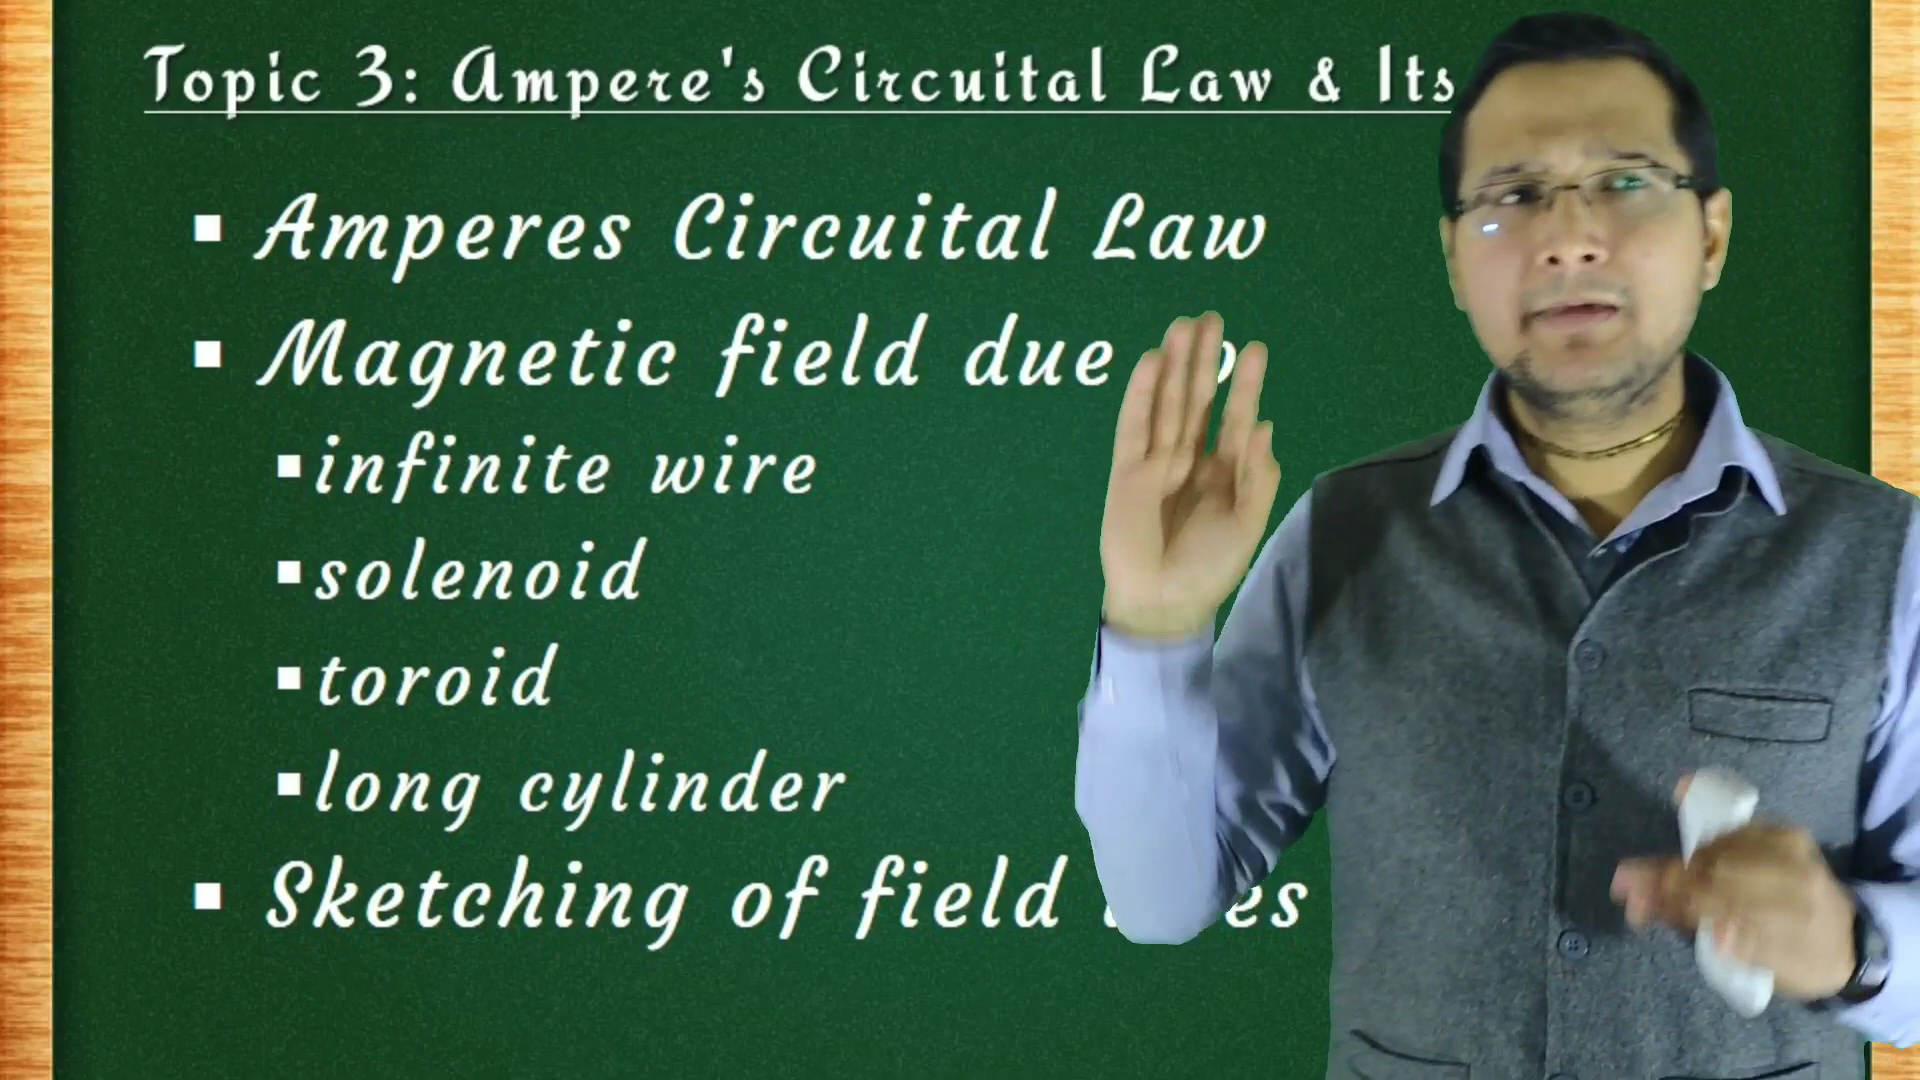 Topic 3: Ampere's Circuital Law & Its
Amperes Circuital Law
Magnetic field due
infinite wire
solenoid
toroid
long cylinder
Sketching of field